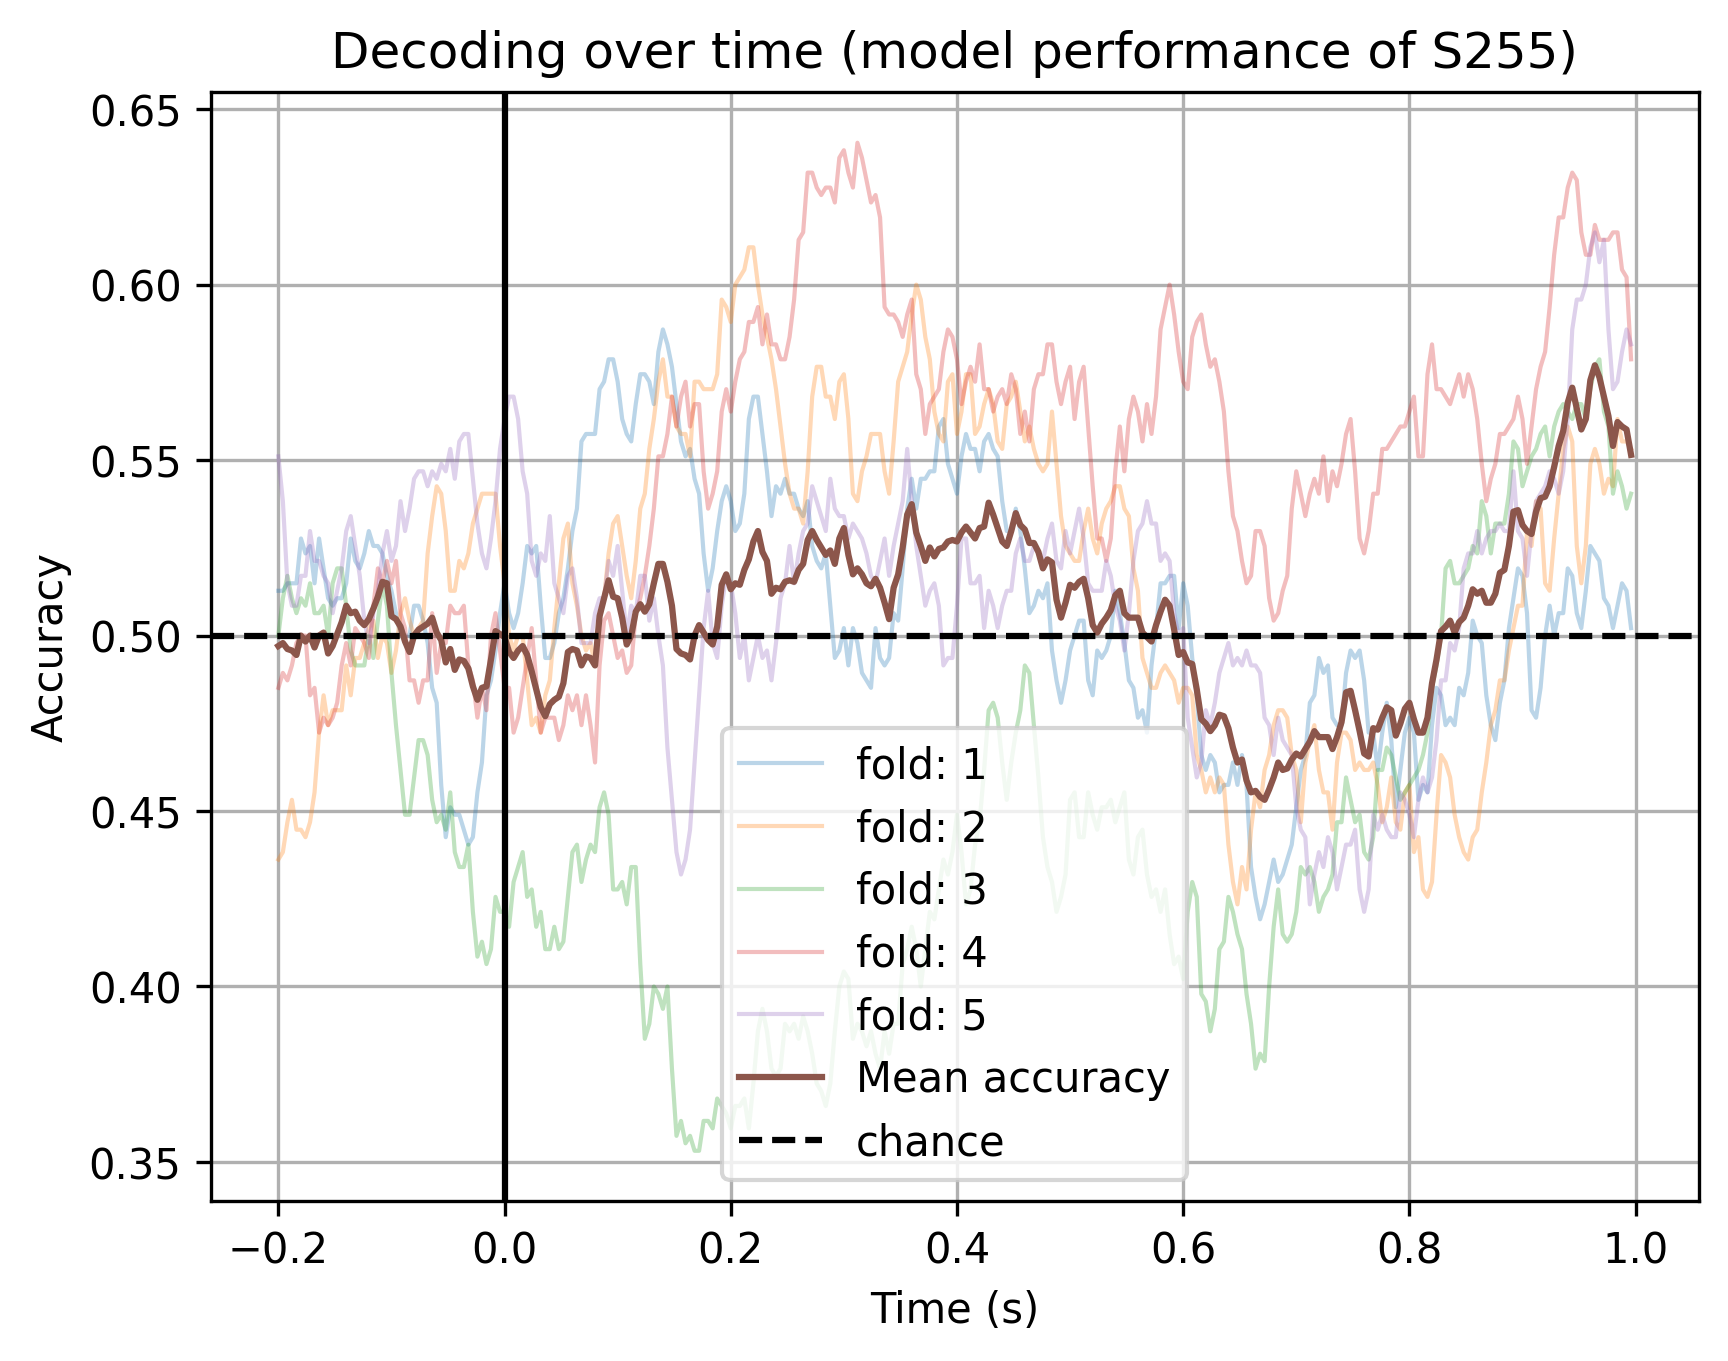 Decoding over time (model performance of S255)
0.65
0.60
0.55
0.50
0.45
0.40
0.35
Accuracy
fold: 1
fold: 2
fold: 3
fold: 4
fold: 5
Mean accuracy
chance
−0.2 0.0 0.2 0.4 0.6 0.8 1.0
Time (s)